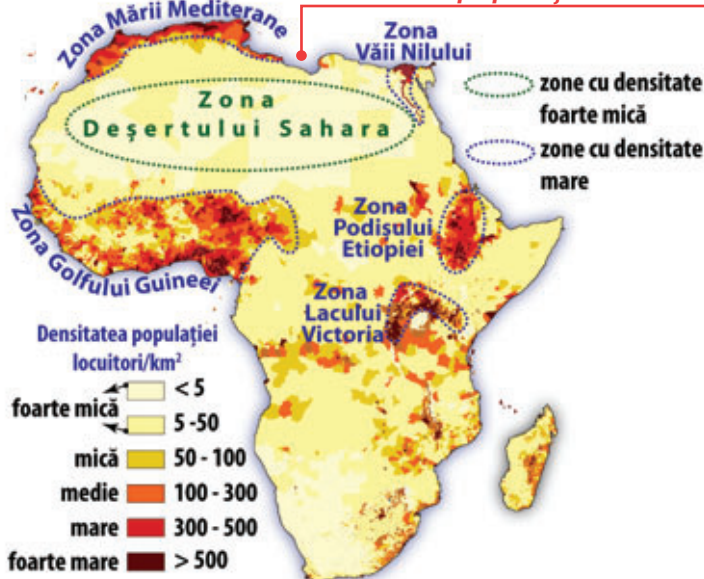 Zona Mării Mediterane
Zona
Văii Nilului
zone cu densitate
foarte mică
zone cu densitate
mare
Zona
Deșertului Sahara
Zona
Podișului
Etiopiei
Zona Golfului Guineei
Zona
Lacului
Victoria
Densitatea populației
locuitori/km²
foarte mică
< 5
5 -50
mică 50 - 100
medie 100 - 300
mare 300 - 500
foarte mare > 500